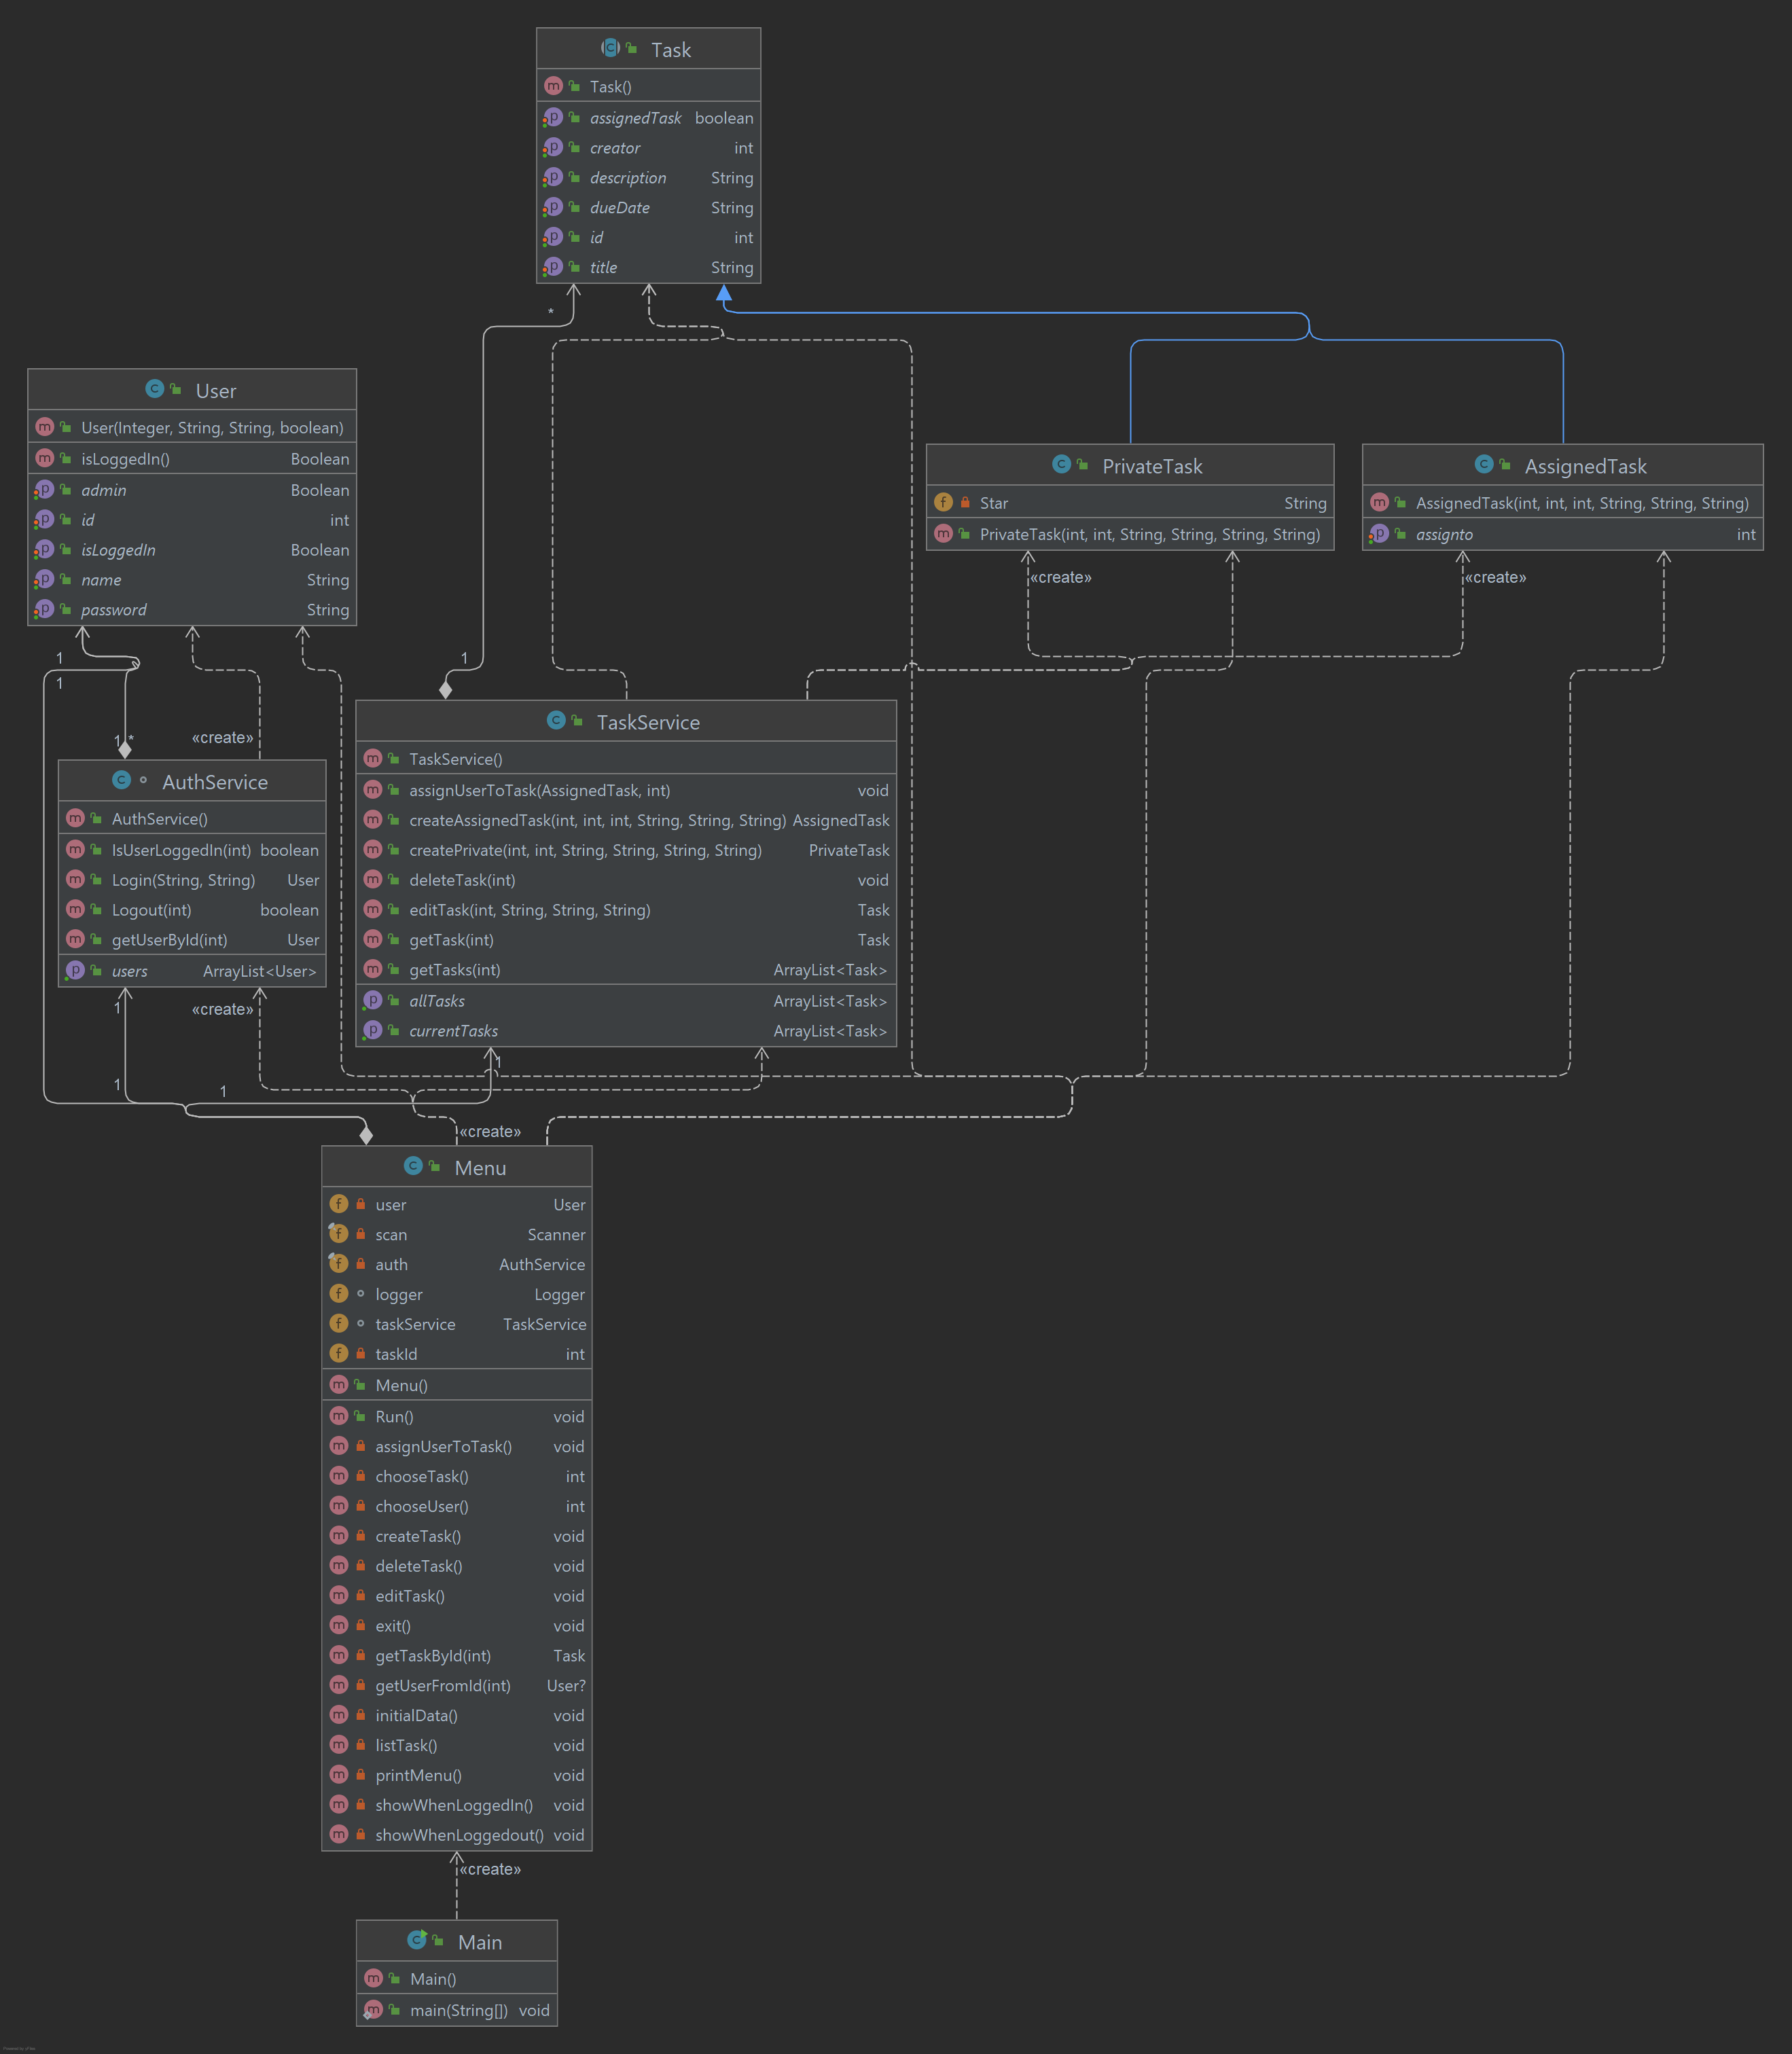 Task
Task()
assignedTask boolean
creator int
description String
dueDate String
id int
title String
*
User
User(Integer, String, String, boolean)
isLoggedIn() Boolean
admin Boolean
id int
isLoggedIn Boolean
name String
password String
PrivateTask
Star String
PrivateTask(int, int, String, String, String, String)
AssignedTask
AssignedTask(int, int, int, String, String, String)
assignto int
«create»
«create»
1
1
1
1
*
«create»
TaskService
TaskService()
assignUserToTask(AssignedTask, int) void
createAssignedTask(int, int, int, String, String, String) AssignedTask
createPrivate(int, int, String, String, String, String) PrivateTask
deleteTask(int) void
editTask(int, String, String, String) Task
getTask(int) Task
getTasks(int) ArrayList<Task>
allTasks ArrayList<Task>
currentTasks ArrayList<Task>
AuthService
AuthService()
IsUserLoggedIn(int) boolean
Login(String, String) User
Logout(int) boolean
getUserById(int) User
users ArrayList<User>
1
«create»
1
1
1
«create»
Menu
user User
scan Scanner
auth AuthService
logger Logger
taskService TaskService
taskId int
Menu()
Run() void
assignUserToTask() void
chooseTask() int
chooseUser() int
createTask() void
deleteTask() void
editTask() void
exit() void
getTaskById(int) Task
getUserFromId(int) User?
initialData() void
listTask() void
printMenu() void
showWhenLoggedIn() void
showWhenLoggedout() void
«create»
Main
Main()
main(String[]) void